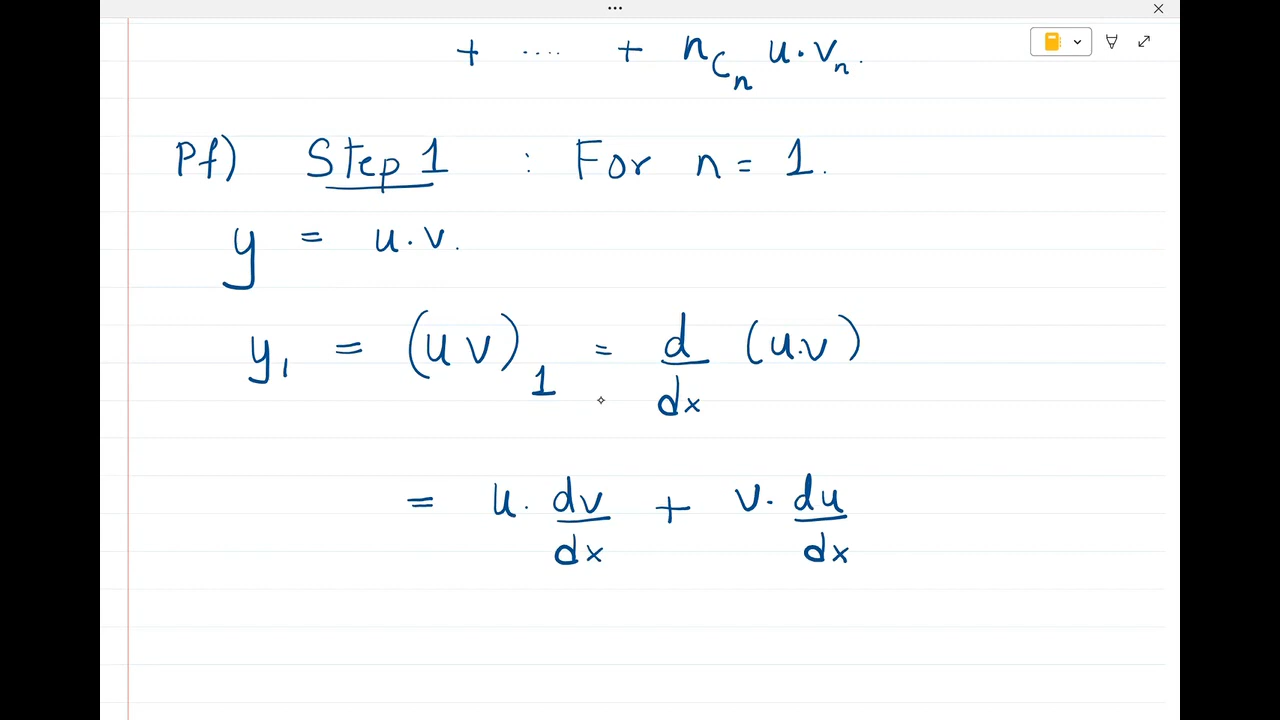 + .... + nCn u·vn.
Pf) Step 1 : For n = 1.
y = u·v.
y1 = (uv)1 = d/dx (u·v)
= u· dv/dx + v· du/dx